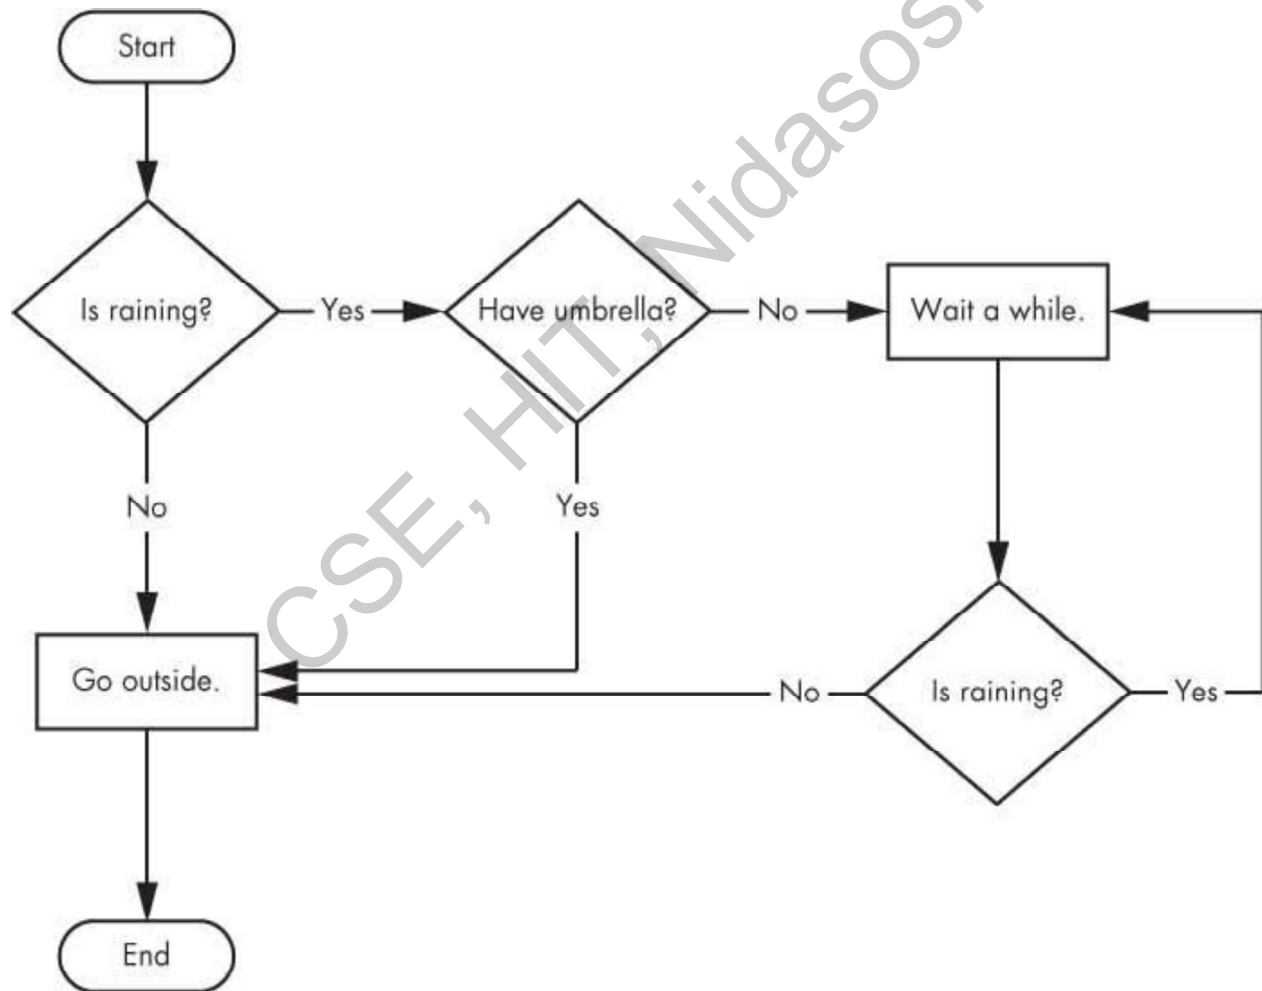 Start
Is raining?
Yes
Have umbrella?
No
Wait a while.
No
Yes
Go outside.
No
Is raining?
Yes
End
CSE, HIT, Nidasoshi